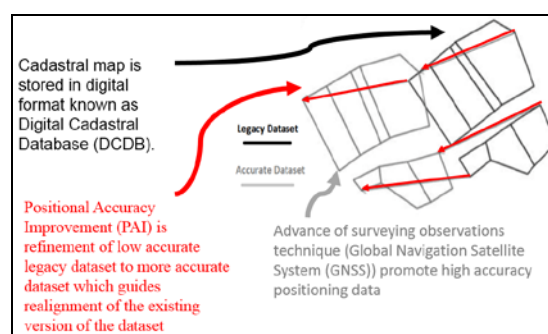 Cadastral map is
stored in digital
format known as
Digital Cadastral
Database (DCDB).
Legacy Dataset
Accurate Dataset
Positional Accuracy
Improvement (PAI) is
refinement of low accurate
legacy dataset to more accurate
dataset which guides
realignment of the existing
version of the dataset
Advance of surveying observations
technique (Global Navigation Satellite
System (GNSS)) promote high accuracy
positioning data